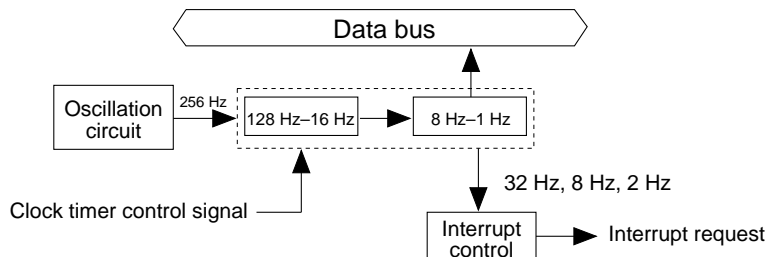 Data bus
Oscillation
circuit
256 Hz
128 Hz–16 Hz
8 Hz–1 Hz
32 Hz, 8 Hz, 2 Hz
Clock timer control signal
Interrupt
control
Interrupt request